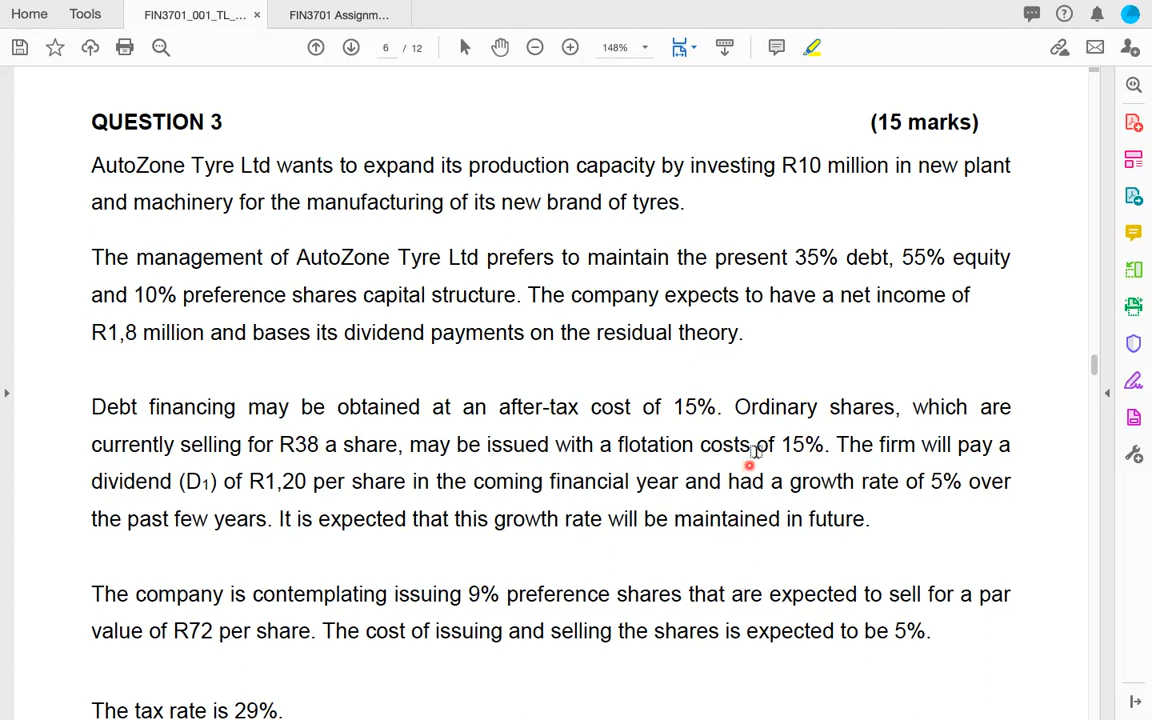 Home Tools FIN3701_001_TL_... × FIN3701 Assignm...
6 / 12 148%
QUESTION 3 (15 marks)
AutoZone Tyre Ltd wants to expand its production capacity by investing R10 million in new plant
and machinery for the manufacturing of its new brand of tyres.
The management of AutoZone Tyre Ltd prefers to maintain the present 35% debt, 55% equity
and 10% preference shares capital structure. The company expects to have a net income of
R1,8 million and bases its dividend payments on the residual theory.
Debt financing may be obtained at an after-tax cost of 15%. Ordinary shares, which are
currently selling for R38 a share, may be issued with a flotation costs of 15%. The firm will pay a
dividend (D₁) of R1,20 per share in the coming financial year and had a growth rate of 5% over
the past few years. It is expected that this growth rate will be maintained in future.
The company is contemplating issuing 9% preference shares that are expected to sell for a par
value of R72 per share. The cost of issuing and selling the shares is expected to be 5%.
The tax rate is 29%.